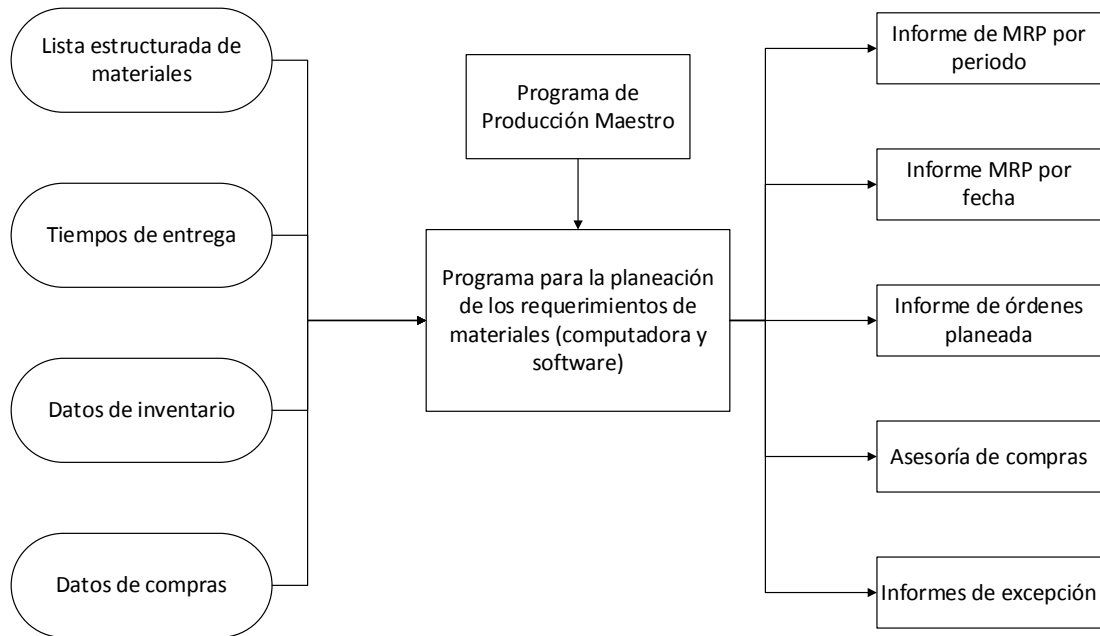 Lista estructurada de
materiales
Tiempos de entrega
Datos de inventario
Datos de compras
Programa de
Producción Maestro
Programa para la planeación
de los requerimientos de
materiales (computadora y
software)
Informe de MRP por
periodo
Informe MRP por
fecha
Informe de órdenes
planeada
Asesoría de compras
Informes de excepción